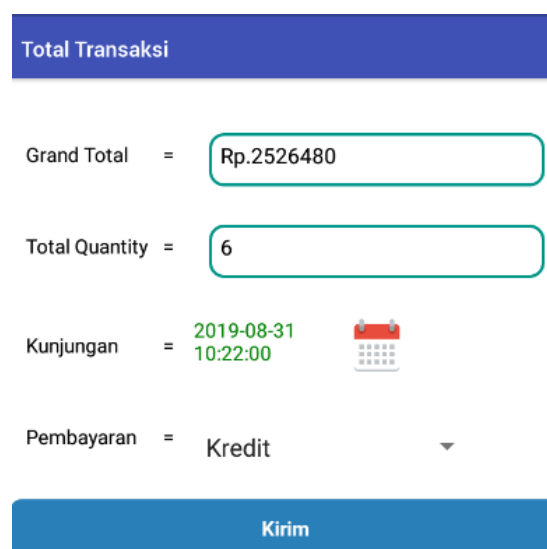 Total Transaksi
Grand Total = Rp.2526480
Total Quantity = 6
Kunjungan = 2019-08-31
10:22:00
Pembayaran = Kredit
Kirim